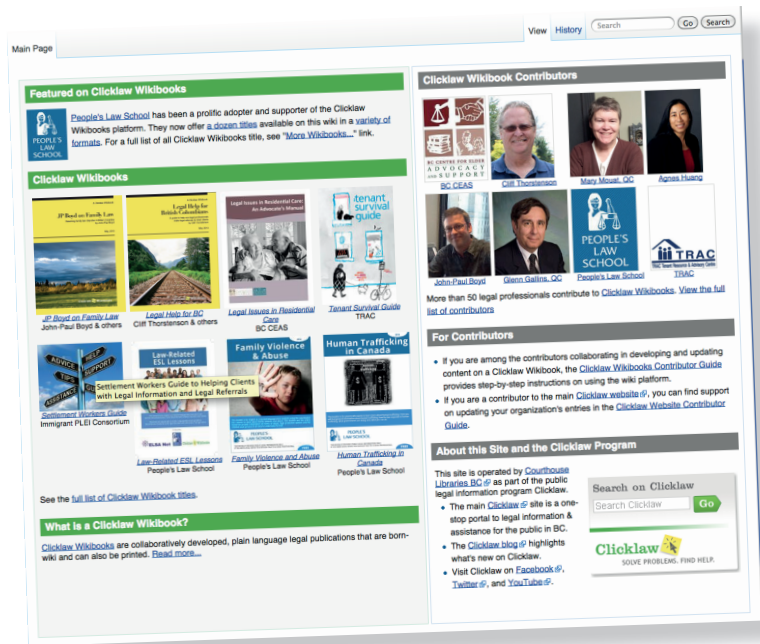 Main Page
View History Search Go Search
Featured on Clicklaw Wikibooks
PEOPLE'S
LAW
SCHOOL
People's Law School has been a prolific adopter and supporter of the Clicklaw
Wikibooks platform. They now offer a dozen titles available on this wiki in a variety of
formats. For a full list of all Clicklaw Wikibooks title, see "More Wikibooks..." link.
Clicklaw Wikibooks
JP Boyd on Family Law
Legal Help for
British Columbians
Legal Issues in Residential Care:
An Advocate's Manual
tenant
survival
guide
JP Boyd on Family Law
John-Paul Boyd & others
Legal Help for BC
Cliff Thorstenson & others
Legal Issues in Residential
Care
BC CEAS
Tenant Survival Guide
TRAC
ADVICE
HELP
SUPPORT
TIPS
ASSISTANCE
Law-Related
ESL Lessons
Family Violence
& Abuse
Human Trafficking
in Canada
Settlement Workers Guide to Helping Clients
with Legal Information and Legal Referrals
Settlement Workers Guide
Immigrant PLEI Consortium
Law-Related ESL Lessons
People's Law School
Family Violence and Abuse
People's Law School
Human Trafficking in
Canada
People's Law School
See the full list of Clicklaw Wikibook titles.
What is a Clicklaw Wikibook?
Clicklaw Wikibooks are collaboratively developed, plain language legal publications that are born-
wiki and can also be printed. Read more...
Clicklaw Wikibook Contributors
BC CENTRE FOR ELDER
ADVOCACY
AND SUPPORT
BC CEAS
Cliff Thorstenson
Mary Mouat, QC
Agnes Huang
PEOPLE'S
LAW
SCHOOL
TRAC
TRAC Tenant Resource & Advisory Centre
John-Paul Boyd
Glenn Gallins, QC
People's Law School
TRAC
More than 50 legal professionals contribute to Clicklaw Wikibooks. View the full
list of contributors
For Contributors
If you are among the contributors collaborating in developing and updating
content on a Clicklaw Wikibook, the Clicklaw Wikibooks Contributor Guide
provides step-by-step instructions on using the wiki platform.
If you are a contributor to the main Clicklaw website, you can find support
on updating your organization's entries in the Clicklaw Website Contributor
Guide.
About this Site and the Clicklaw Program
This site is operated by Courthouse
Libraries BC as part of the public
legal information program Clicklaw.
The main Clicklaw site is a one-
stop portal to legal information &
assistance for the public in BC.
The Clicklaw blog highlights
what's new on Clicklaw.
Visit Clicklaw on Facebook,
Twitter, and YouTube.
Search on Clicklaw
Search Clicklaw Go
Clicklaw
SOLVE PROBLEMS. FIND HELP.